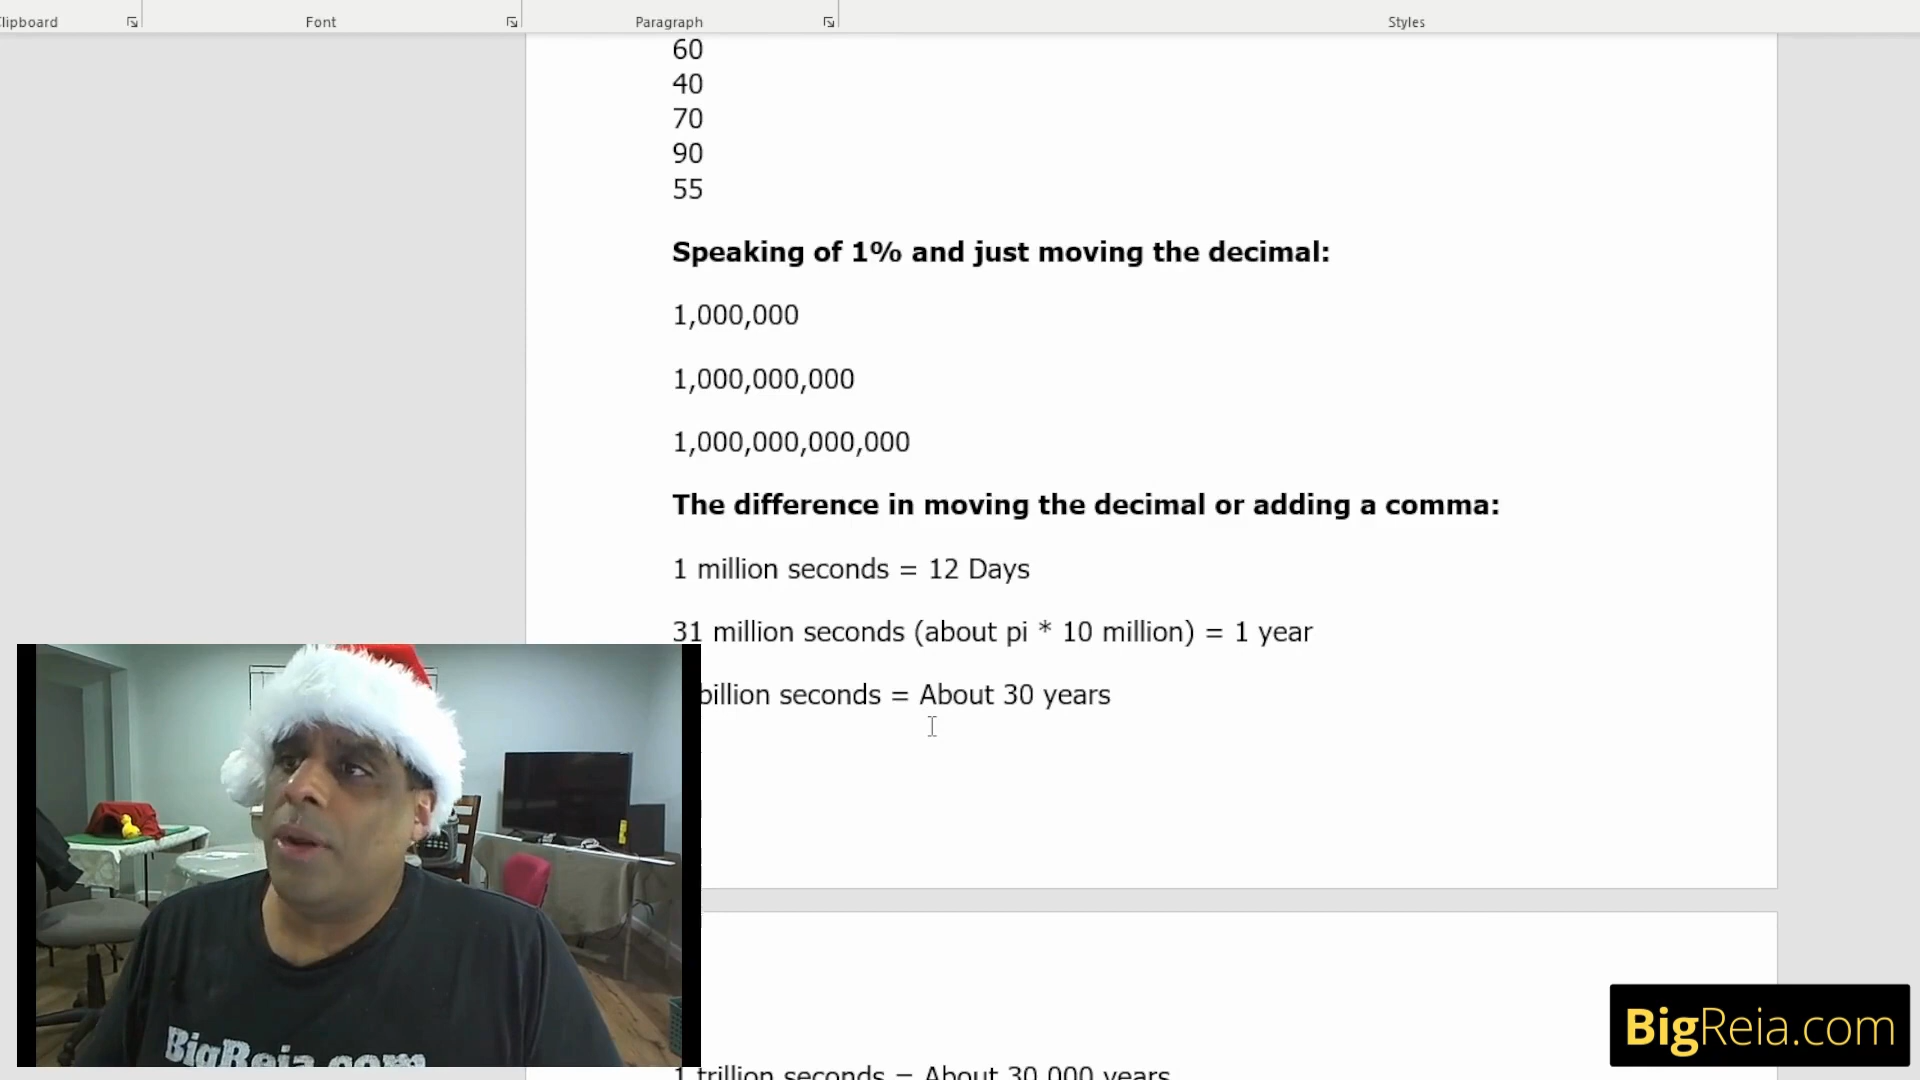 lipboard
Font
Paragraph
Styles
60
40
70
90
55
Speaking of 1% and just moving the decimal:
1,000,000
1,000,000,000
1,000,000,000,000
The difference in moving the decimal or adding a comma:
1 million seconds = 12 Days
31 million seconds (about pi * 10 million) = 1 year
billion seconds = About 30 years
1 trillion seconds = About 30,000 years
BigReia.com
BigReia.com